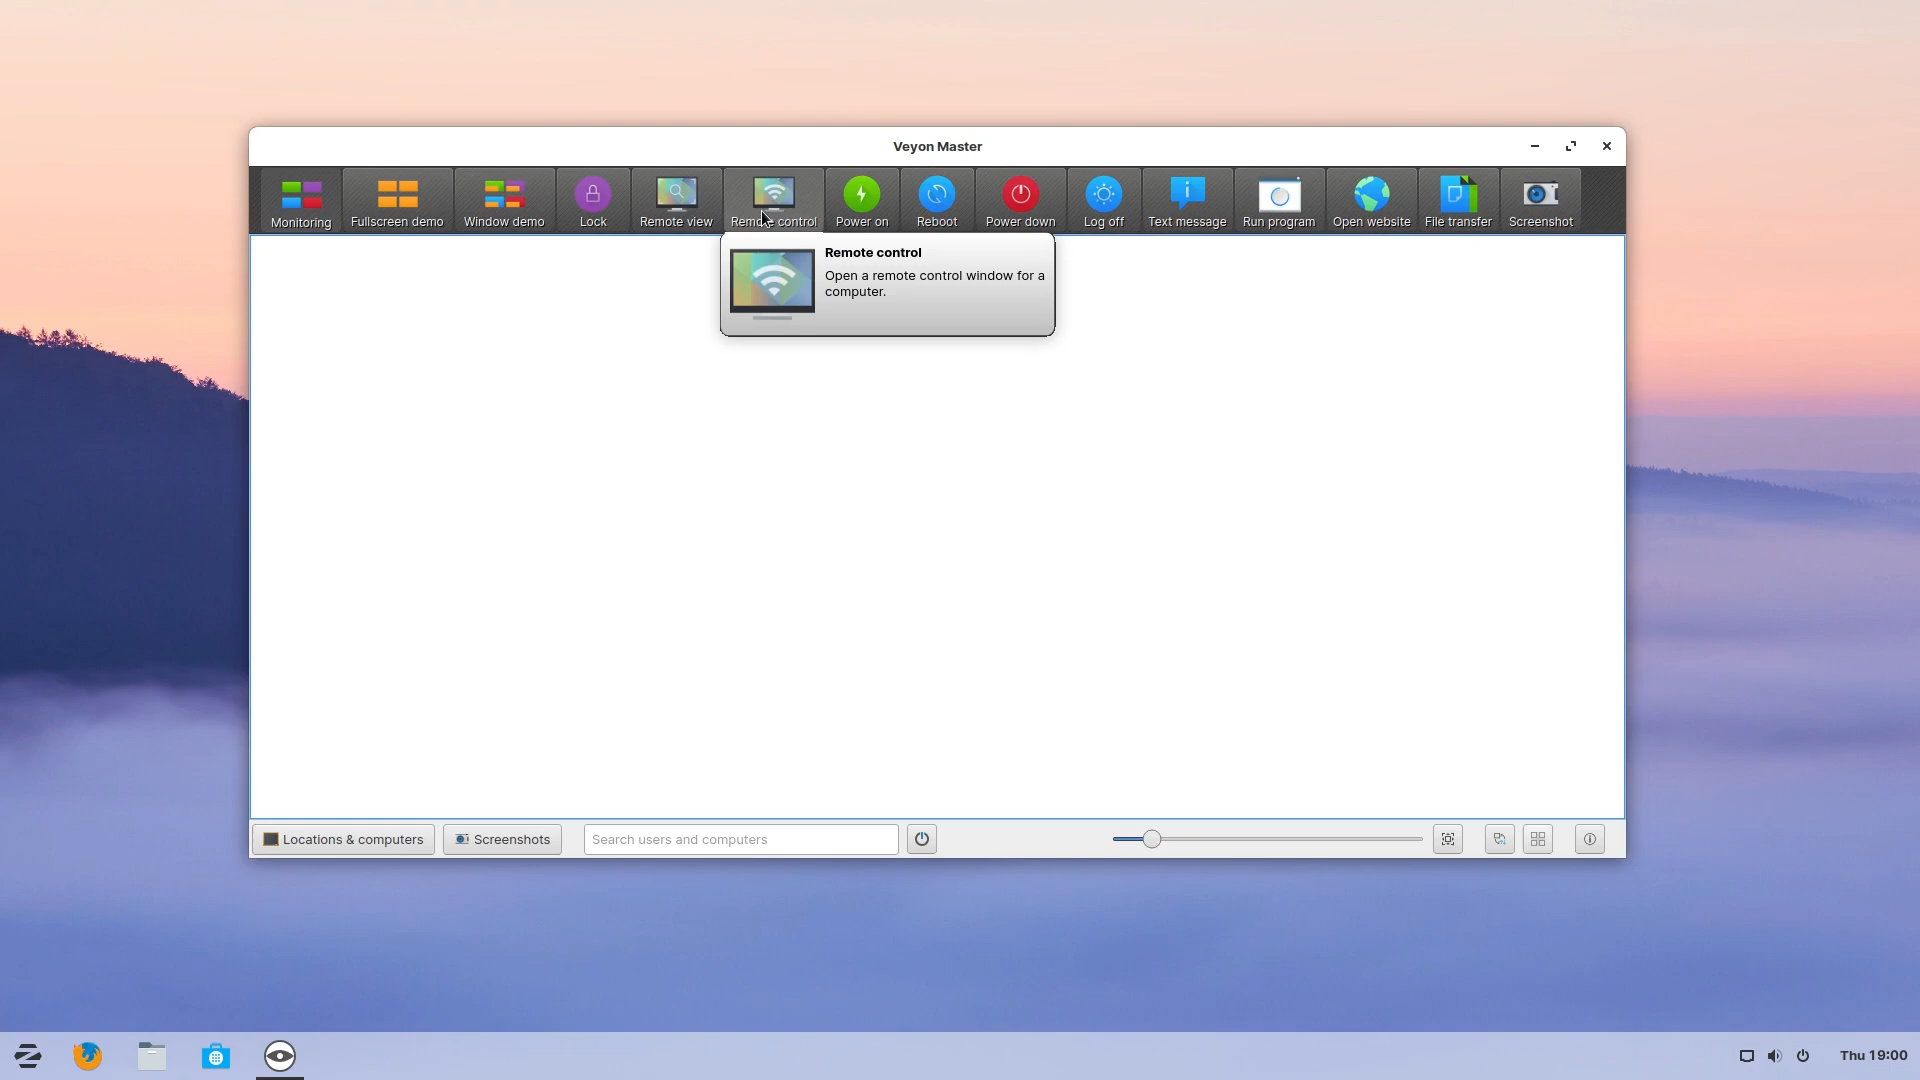 Veyon Master
Monitoring
Fullscreen demo
Window demo
Lock
Remote view
Remote control
Power on
Reboot
Power down
Log off
Text message
Run program
Open website
File transfer
Screenshot
Remote control
Open a remote control window for a
computer.
Locations & computers
Screenshots
Search users and computers
Thu 19:00